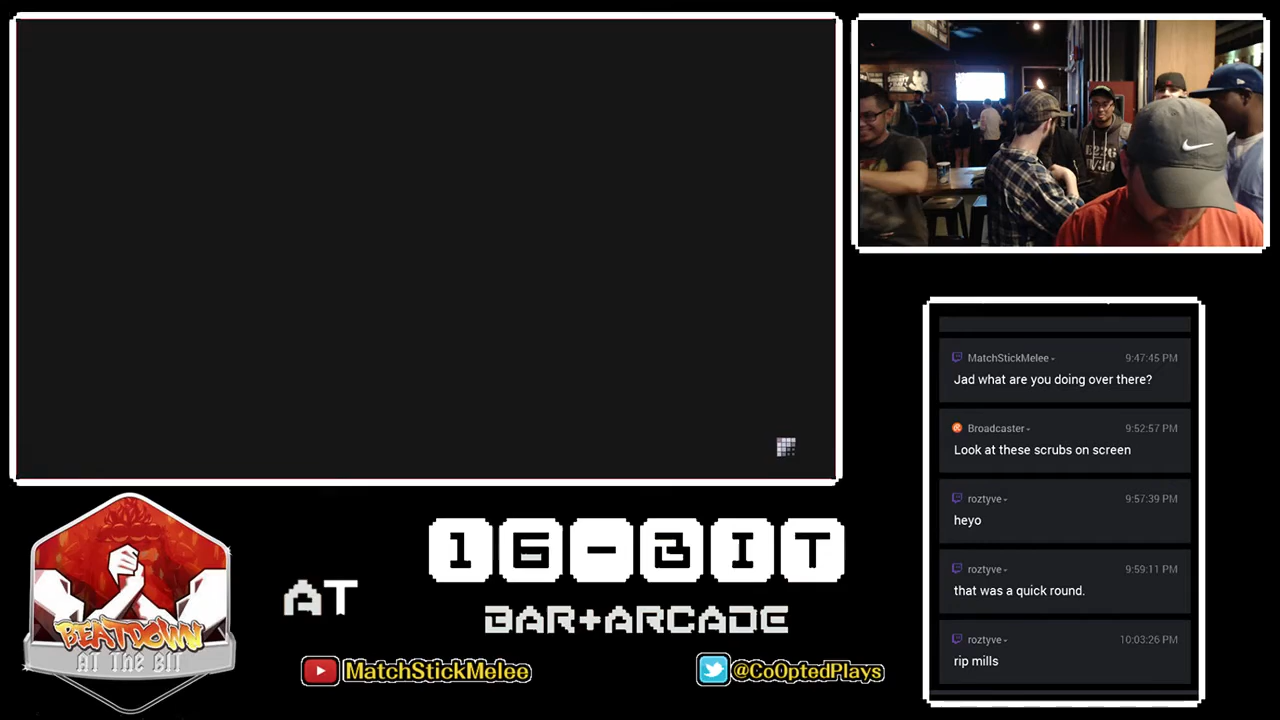 MatchStickMelee
9:47:45 PM
Jad what are you doing over there?
Broadcaster
9:52:57 PM
Look at these scrubs on screen
roztyve
9:57:39 PM
heyo
roztyve
9:59:11 PM
that was a quick round.
roztyve
10:03:26 PM
rip mills
BEATDOWN
AT THE BIT
AT
16-BIT
BAR+ARCADE
MatchStickMelee
@CoOptedPlays